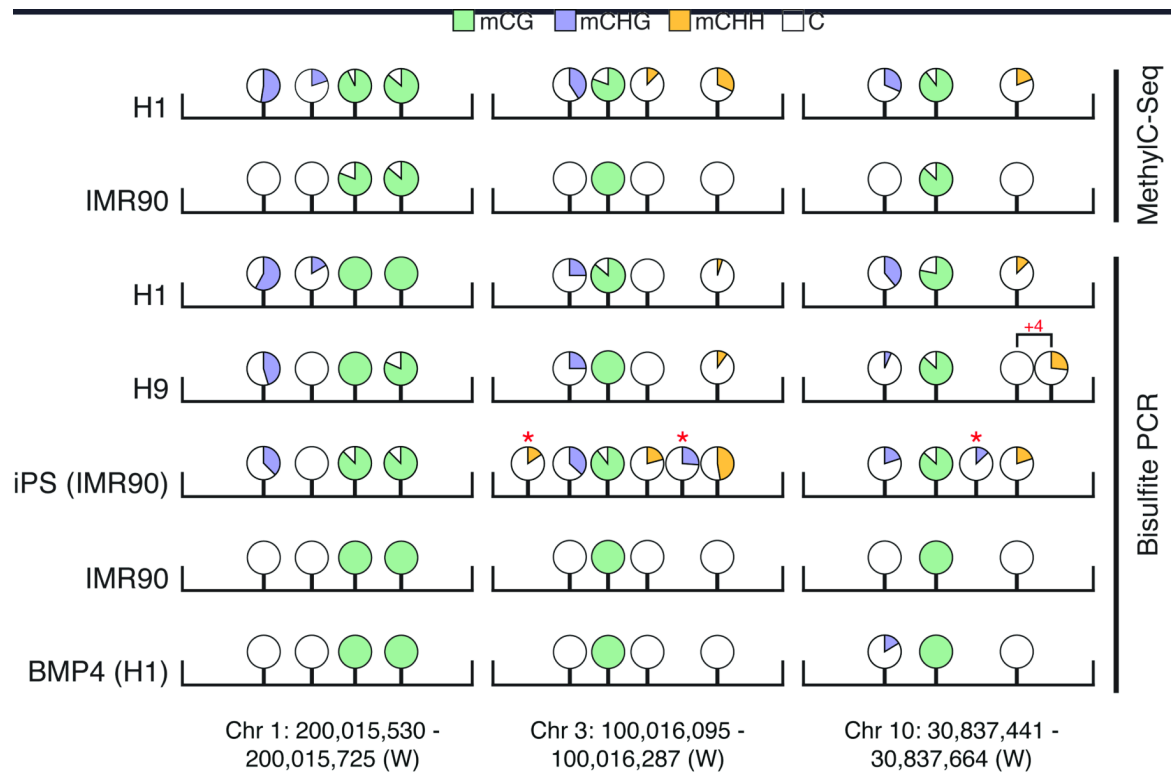 mCG mCHG mCHH C
H1
IMR90
MethylC-Seq
H1
H9
+4
iPS (IMR90)
* * *
IMR90
BMP4 (H1)
Bisulfite PCR
Chr 1: 200,015,530 -
200,015,725 (W)
Chr 3: 100,016,095 -
100,016,287 (W)
Chr 10: 30,837,441 -
30,837,664 (W)